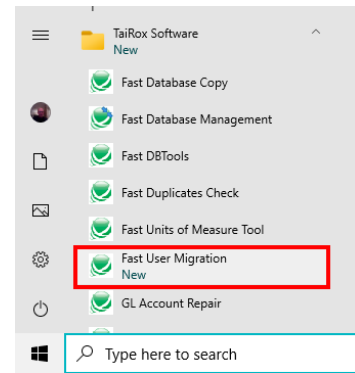 TaiRox Software
New
Fast Database Copy
Fast Database Management
Fast DBTools
Fast Duplicates Check
Fast Units of Measure Tool
Fast User Migration
New
GL Account Repair
Type here to search